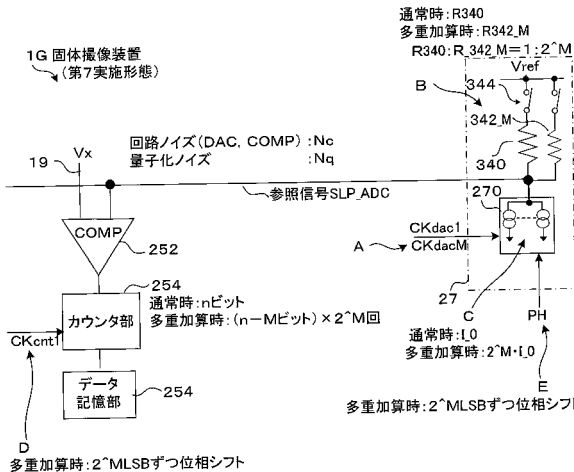 通常時:R340
多重加算時:R342_M
R340:R_342_M=1:2^M
1G 固体撮像装置
(第7実施形態)
Vref
344
B
342_M
340
回路ノイズ(DAC, COMP) :Nc
量子化ノイズ :Nq
Vx
19
参照信号SLP_ADC
270
COMP
252
CKdac1
CKdacM
A
27
C
PH
254
カウンタ部
通常時:nビット
多重加算時:(n-Mビット)×2^M回
CKcnt1
通常時:I_0
多重加算時:2^M・I_0
データ
記憶部
254
E
多重加算時:2^MLSBずつ位相シフト
D
多重加算時:2^MLSBずつ位相シフト